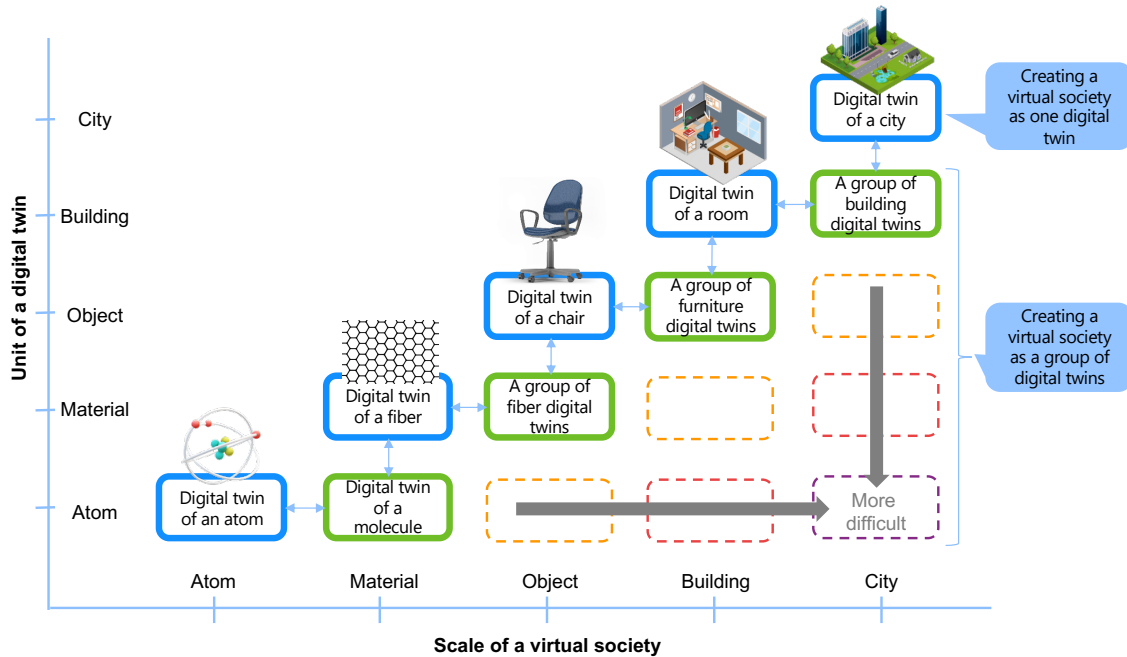 Unit of a digital twin
City
Building
Object
Material
Atom
Digital twin
of a city
Creating a
virtual society
as one digital
twin
Digital twin
of a room
A group of
building
digital twins
Digital twin
of a chair
A group of
furniture
digital twins
Creating a
virtual society
as a group of
digital twins
Digital twin
of a fiber
A group of
fiber digital
twins
Digital twin
of an atom
Digital twin
of a
molecule
More
difficult
Atom
Material
Object
Building
City
Scale of a virtual society